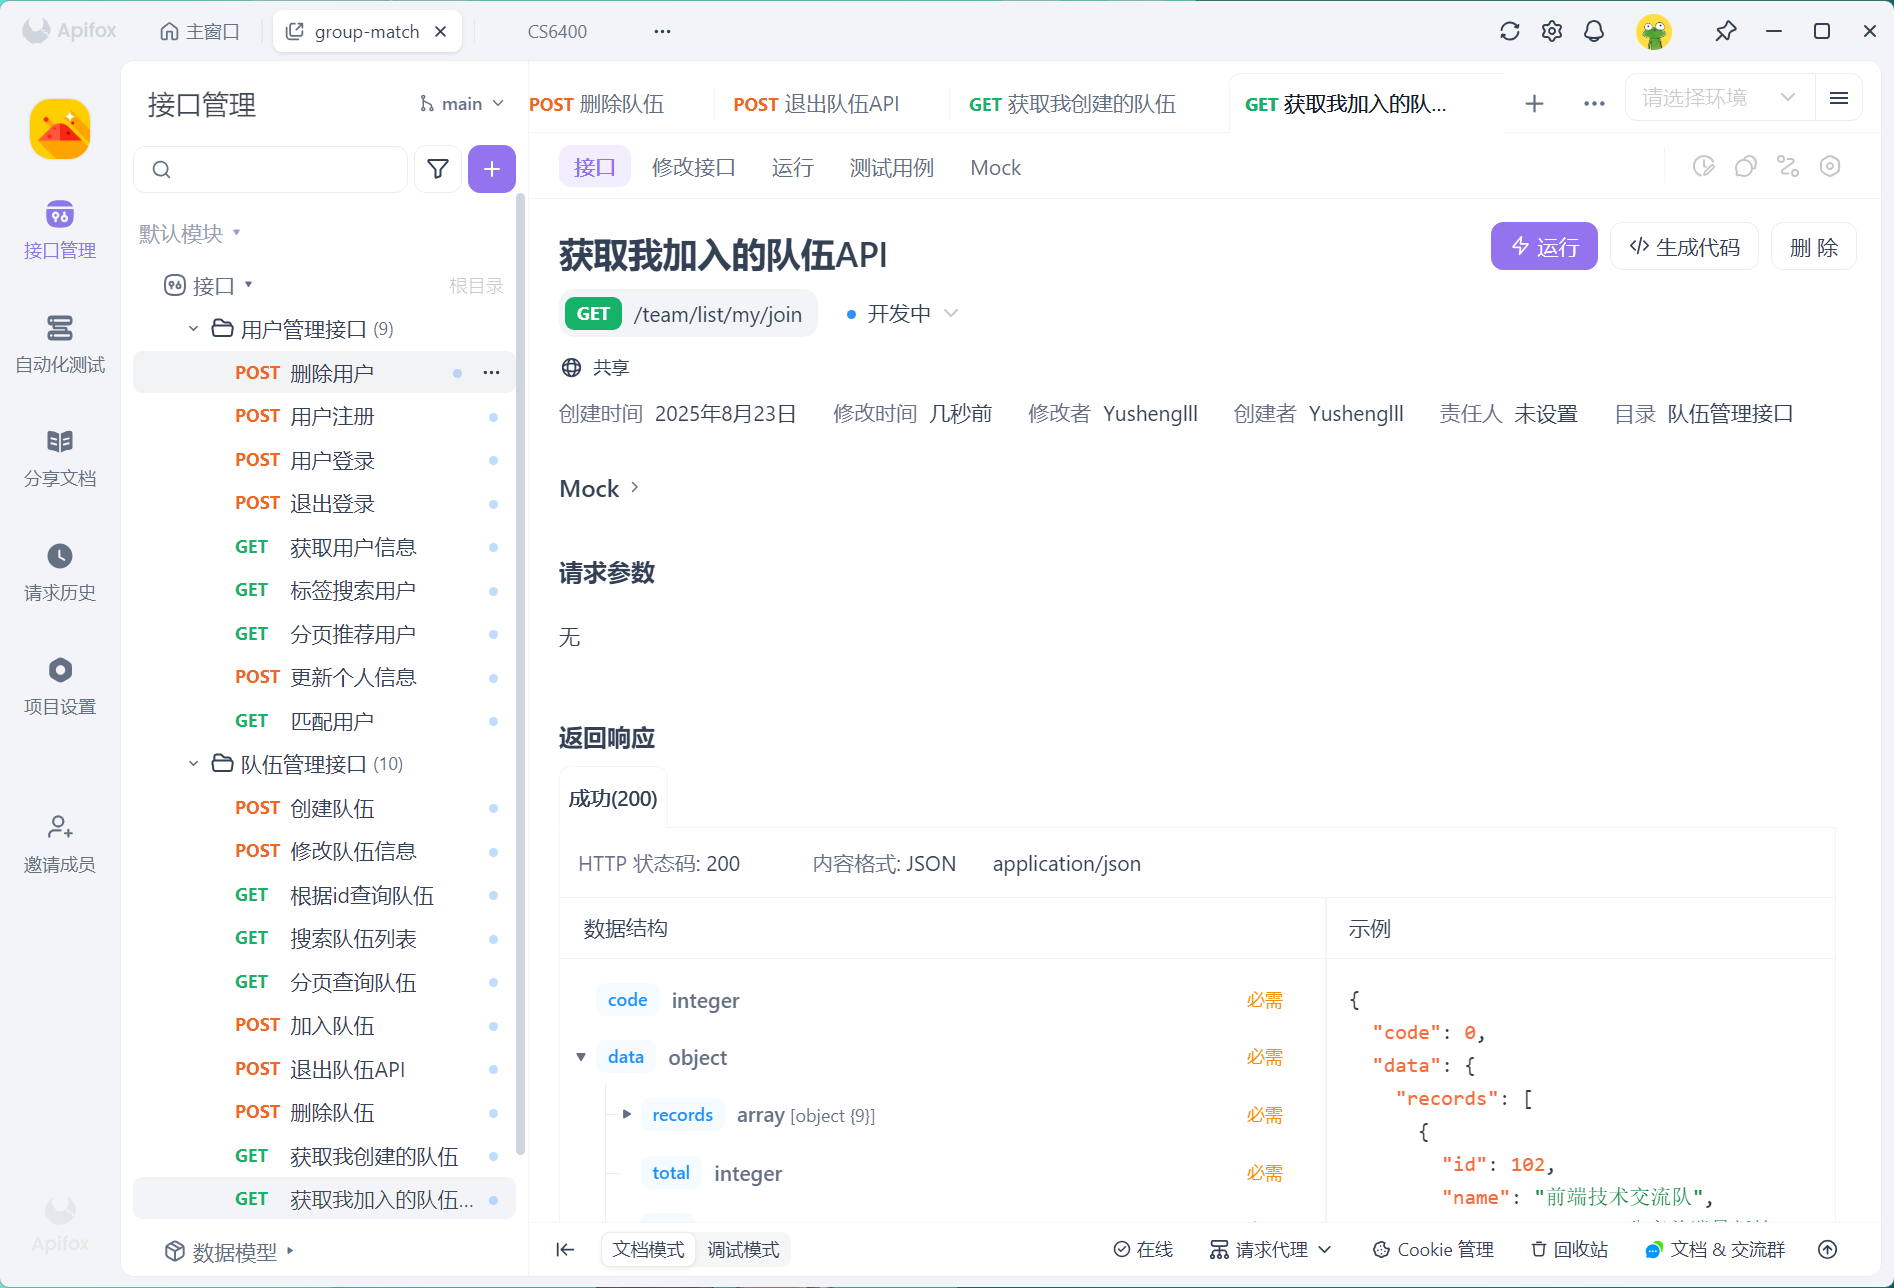 Apifox
主窗口
group-match
CS6400
接口管理
main
POST 删除队伍
POST 退出队伍API
GET 获取我创建的队伍
GET 获取我加入的队...
请选择环境
接口
修改接口
运行
测试用例
Mock
接口管理
自动化测试
分享文档
请求历史
项目设置
邀请成员
Apifox
默认模块
接口
根目录
用户管理接口 (9)
POST 删除用户
POST 用户注册
POST 用户登录
POST 退出登录
GET 获取用户信息
GET 标签搜索用户
GET 分页推荐用户
POST 更新个人信息
GET 匹配用户
队伍管理接口 (10)
POST 创建队伍
POST 修改队伍信息
GET 根据id查询队伍
GET 搜索队伍列表
GET 分页查询队伍
POST 加入队伍
POST 退出队伍API
POST 删除队伍
GET 获取我创建的队伍
GET 获取我加入的队伍...
数据模型
获取我加入的队伍API
运行
生成代码
删 除
GET /team/list/my/join
开发中
共享
创建时间 2025年8月23日 修改时间 几秒前 修改者 Yushenglll 创建者 Yushenglll 责任人 未设置 目录 队伍管理接口
Mock
请求参数
无
返回响应
成功(200)
HTTP 状态码: 200 内容格式: JSON application/json
数据结构
code integer 必需
data object 必需
records array [object {9}] 必需
total integer 必需
示例
{
"code": 0,
"data": {
"records": [
{
"id": 102,
"name": "前端技术交流队",
文档模式
调试模式
在线
请求代理
Cookie 管理
回收站
文档 & 交流群